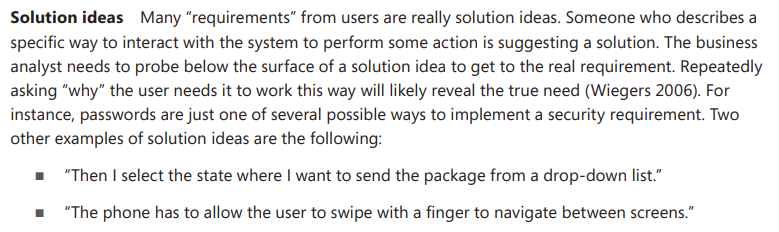 Solution ideas Many “requirements” from users are really solution ideas. Someone who describes a
specific way to interact with the system to perform some action is suggesting a solution. The business
analyst needs to probe below the surface of a solution idea to get to the real requirement. Repeatedly
asking “why” the user needs it to work this way will likely reveal the true need (Wiegers 2006). For
instance, passwords are just one of several possible ways to implement a security requirement. Two
other examples of solution ideas are the following:
■ “Then I select the state where I want to send the package from a drop-down list.”
■ “The phone has to allow the user to swipe with a finger to navigate between screens.”